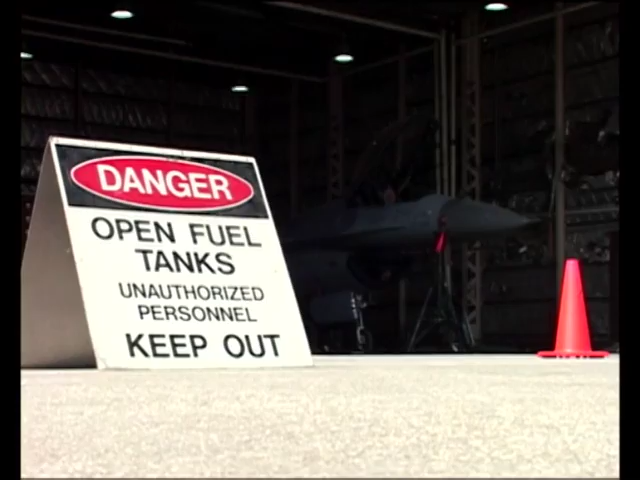 DANGER
OPEN FUEL
TANKS
UNAUTHORIZED
PERSONNEL
KEEP OUT